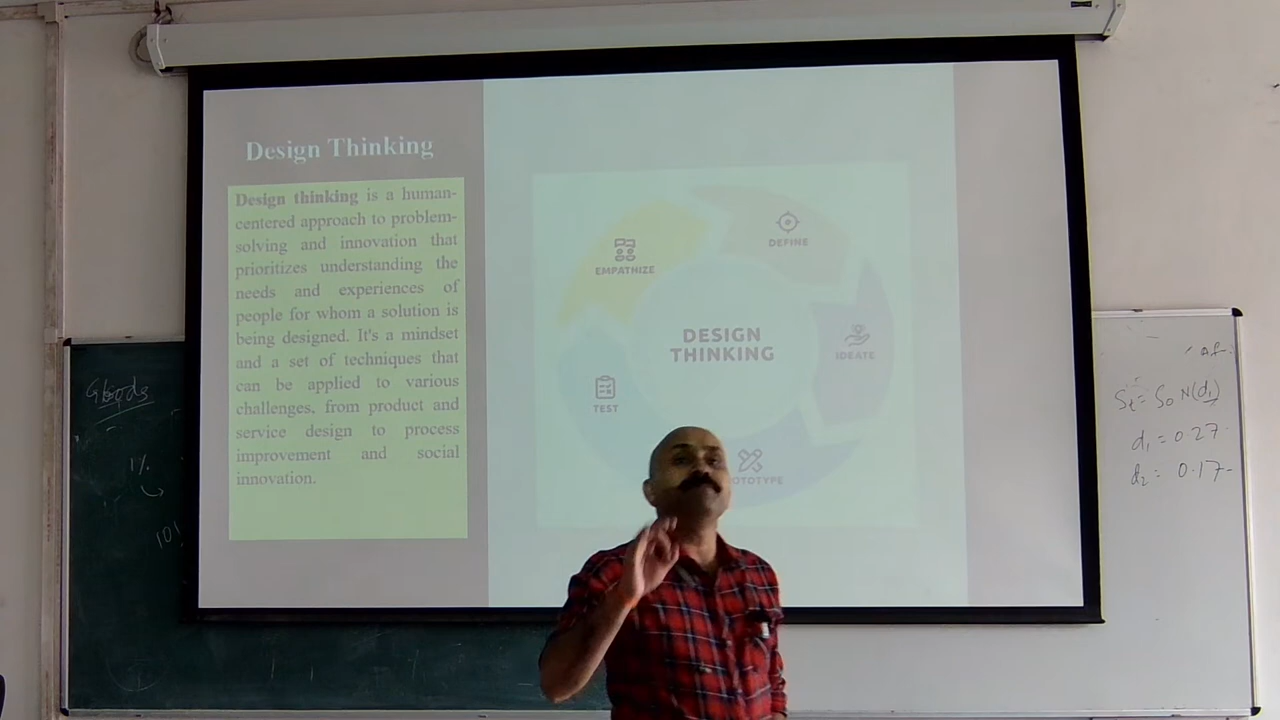 Design Thinking
Design thinking is a human-
centered approach to problem-
solving and innovation that
prioritizes understanding the
needs and experiences of
people for whom a solution is
being designed. It's a mindset
and a set of techniques that
can be applied to various
challenges, from product and
service design to process
improvement and social
innovation.
EMPATHIZE
DEFINE
IDEATE
OTOTYPE
TEST
DESIGN
THINKING
1%
St = So N(d1)
d1 = 0.27
d2 = 0.17